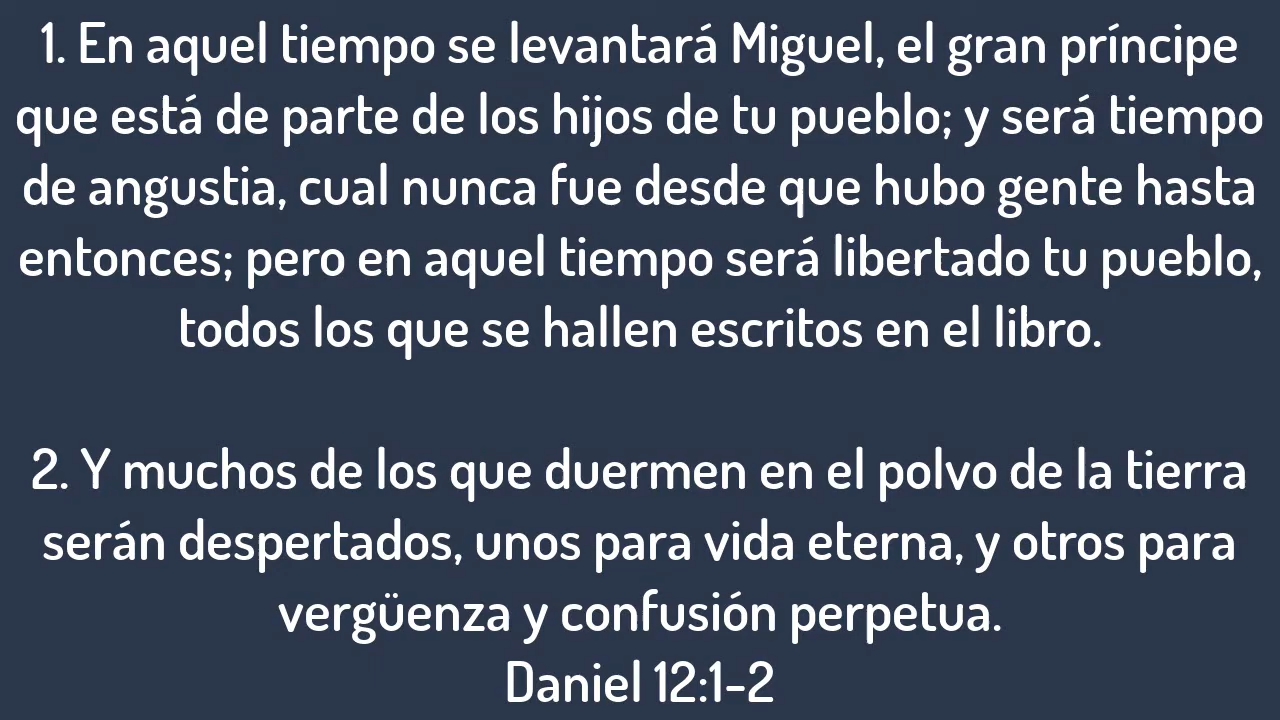 1. En aquel tiempo se levantará Miguel, el gran príncipe
que está de parte de los hijos de tu pueblo; y será tiempo
de angustia, cual nunca fue desde que hubo gente hasta
entonces; pero en aquel tiempo será libertado tu pueblo,
todos los que se hallen escritos en el libro.
2. Y muchos de los que duermen en el polvo de la tierra
serán despertados, unos para vida eterna, y otros para
vergüenza y confusión perpetua.
Daniel 12:1-2